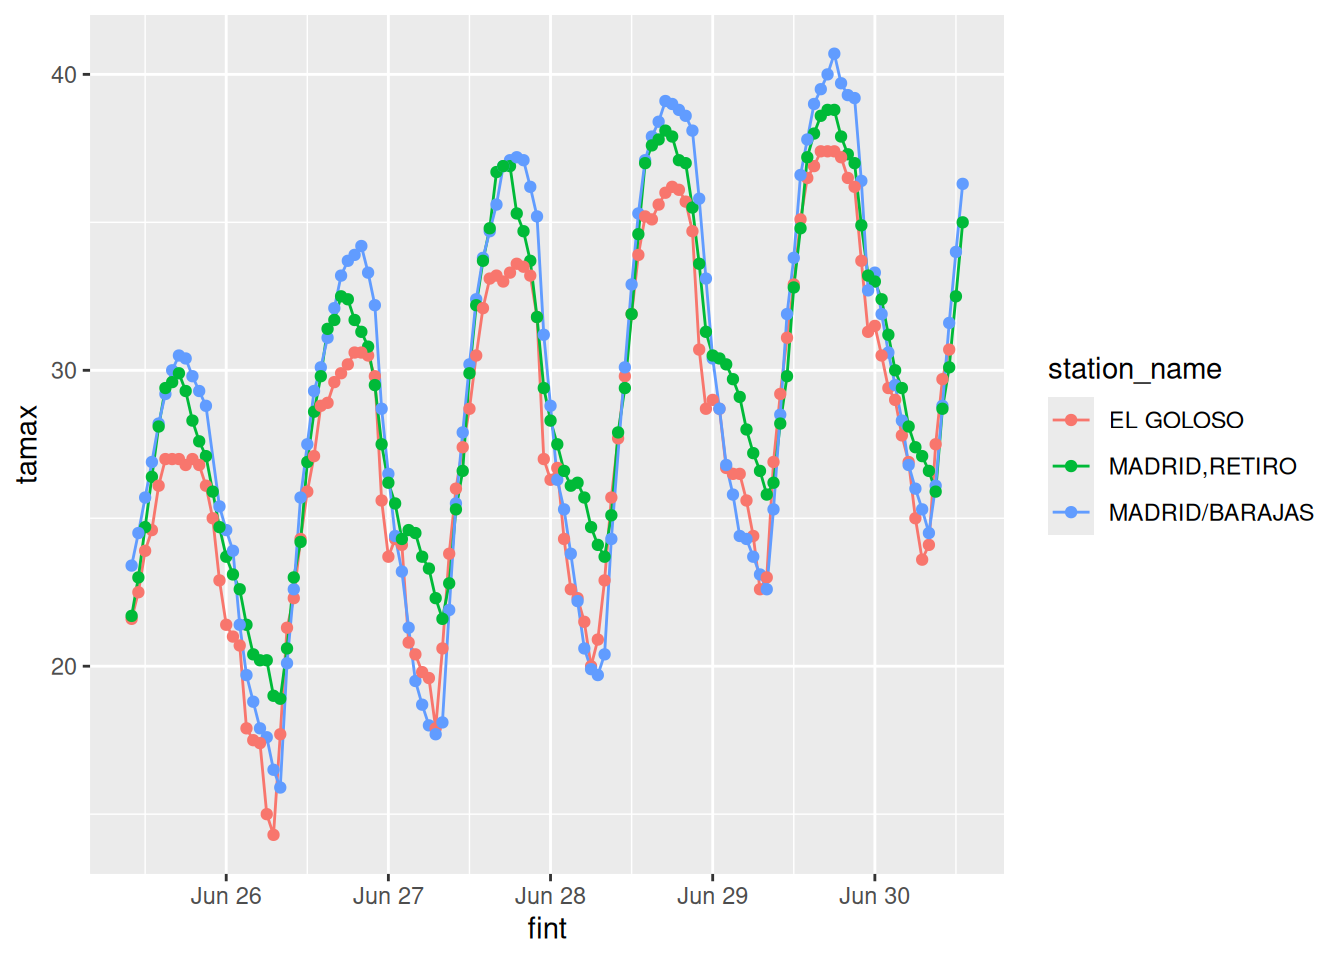 40
30
20
tamax
Jun 26
Jun 27
Jun 28
Jun 29
Jun 30
fint
station_name
EL GOLOSO
MADRID,RETIRO
MADRID/BARAJAS